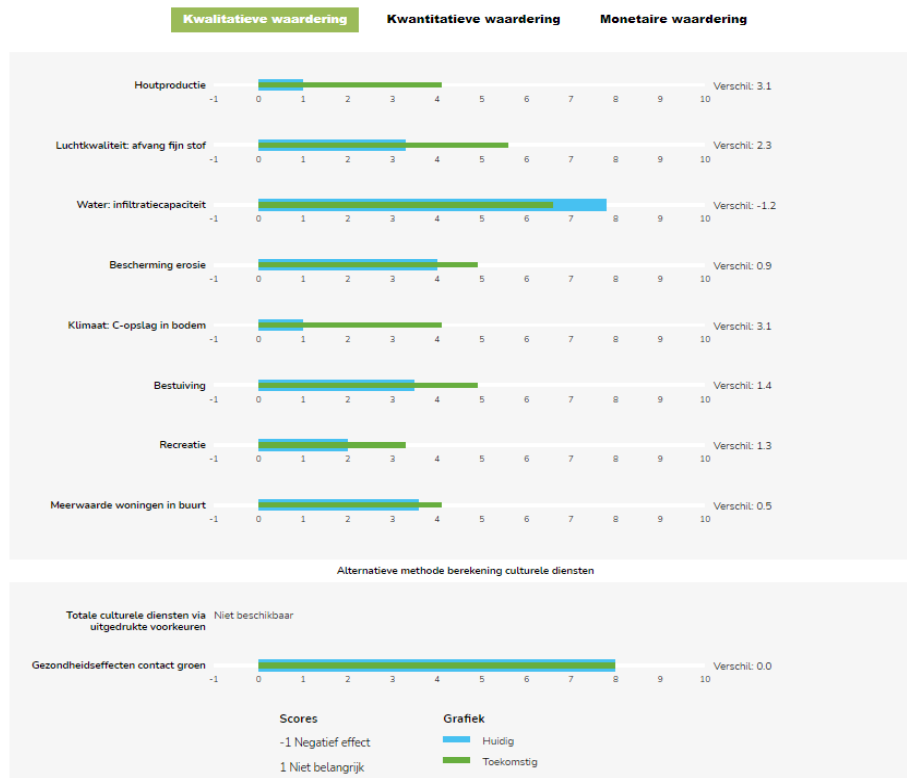 Kwalitatieve waardering Kwantitatieve waardering Monetaire waardering
Houtproductie Verschil: 3.1
-1 0 1 2 3 4 5 6 7 8 9 10
Luchtkwaliteit: afvang fijn stof Verschil: 2.3
-1 0 1 2 3 4 5 6 7 8 9 10
Water: infiltratiecapaciteit Verschil: -1.2
-1 0 1 2 3 4 5 6 7 8 9 10
Bescherming erosie Verschil: 0.9
-1 0 1 2 3 4 5 6 7 8 9 10
Klimaat: C-opslag in bodem Verschil: 3.1
-1 0 1 2 3 4 5 6 7 8 9 10
Bestuiving Verschil: 1.4
-1 0 1 2 3 4 5 6 7 8 9 10
Recreatie Verschil: 1.3
-1 0 1 2 3 4 5 6 7 8 9 10
Meerwaarde woningen in buurt Verschil: 0.5
-1 0 1 2 3 4 5 6 7 8 9 10
Alternatieve methode berekening culturele diensten
Totale culturele diensten via Niet beschikbaar
uitgedrukte voorkeuren
Gezondheidseffecten contact groen Verschil: 0.0
-1 0 1 2 3 4 5 6 7 8 9 10
Scores Grafiek
-1 Negatief effect Huidig
1 Niet belangrijk Toekomstig